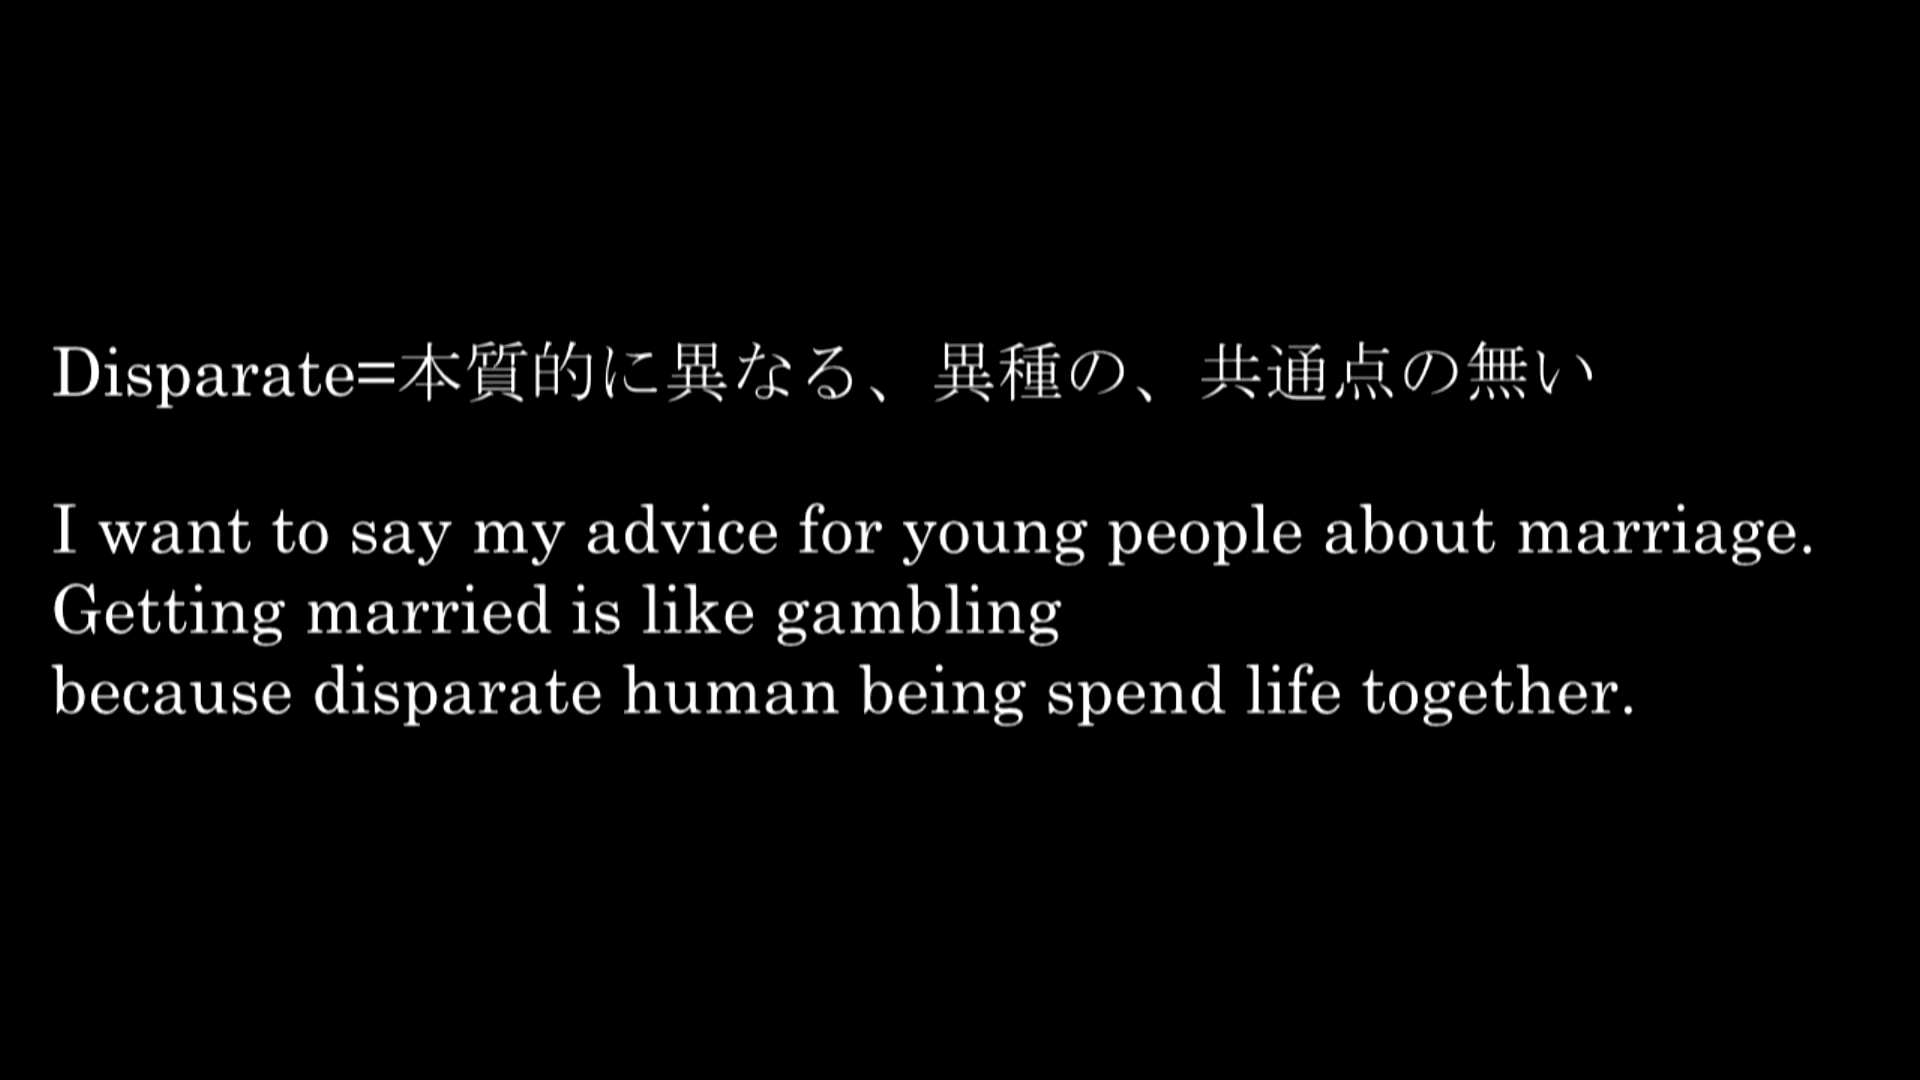 Disparate=本質的に異なる、異種の、共通点の無い
I want to say my advice for young people about marriage.
Getting married is like gambling
because disparate human being spend life together.